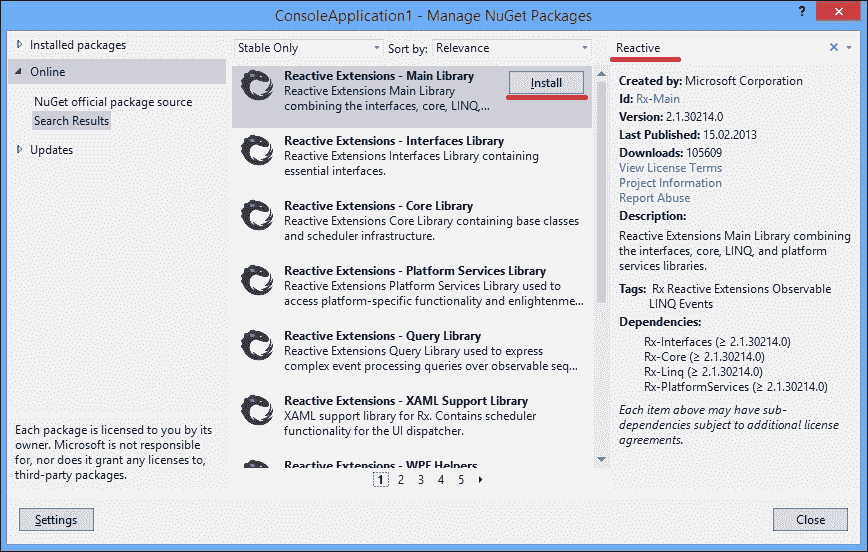 ConsoleApplication1 - Manage NuGet Packages
?
Installed packages
Online
NuGet official package source
Search Results
Updates
Each package is licensed to you by its
owner. Microsoft is not responsible
for, nor does it grant any licenses to,
third-party packages.
Settings
Stable Only
Sort by: Relevance
Reactive Extensions - Main Library
Reactive Extensions Main Library
combining the interfaces, core, LINQ,...
Install
Reactive Extensions - Interfaces Library
Reactive Extensions Interfaces Library containing
essential interfaces.
Reactive Extensions - Core Library
Reactive Extensions Core Library containing base classes
and scheduler infrastructure.
Reactive Extensions - Platform Services Library
Reactive Extensions Platform Services Library used to
access platform-specific functionality and enlightenme...
Reactive Extensions - Query Library
Reactive Extensions Query Library used to express
complex event processing queries over observable seq...
Reactive Extensions - XAML Support Library
XAML support library for Rx. Contains scheduler
functionality for the UI dispatcher.
Reactive Extensions - WPF Helpers
1 2 3 4 5
Reactive
Created by: Microsoft Corporation
Id: Rx-Main
Version: 2.1.30214.0
Last Published: 15.02.2013
Downloads: 105609
View License Terms
Project Information
Report Abuse
Description:
Reactive Extensions Main Library combining
the interfaces, core, LINQ, and platform
services libraries.
Tags: Rx Reactive Extensions Observable
LINQ Events
Dependencies:
Rx-Interfaces (≥ 2.1.30214.0)
Rx-Core (≥ 2.1.30214.0)
Rx-Linq (≥ 2.1.30214.0)
Rx-PlatformServices (≥ 2.1.30214.0)
Each item above may have sub-
dependencies subject to additional license
agreements.
Close